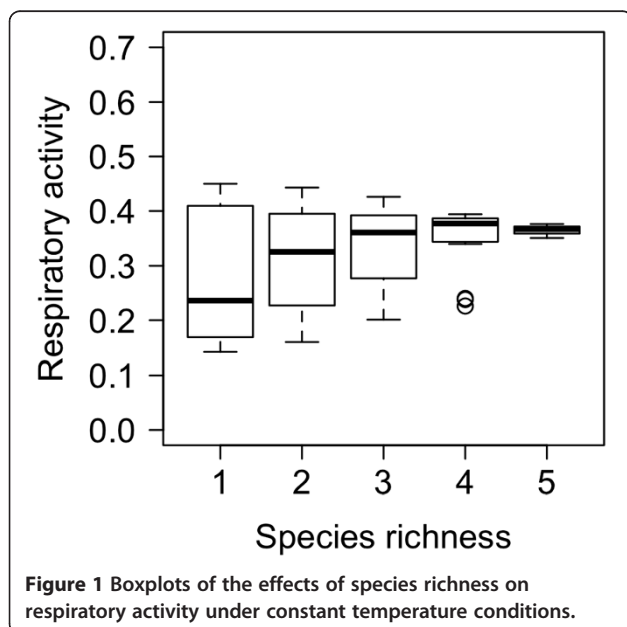 0.7
0.6
0.5
0.4
0.3
0.2
0.1
0.0
Respiratory activity
1 2 3 4 5
Species richness
Figure 1 Boxplots of the effects of species richness on
respiratory activity under constant temperature conditions.